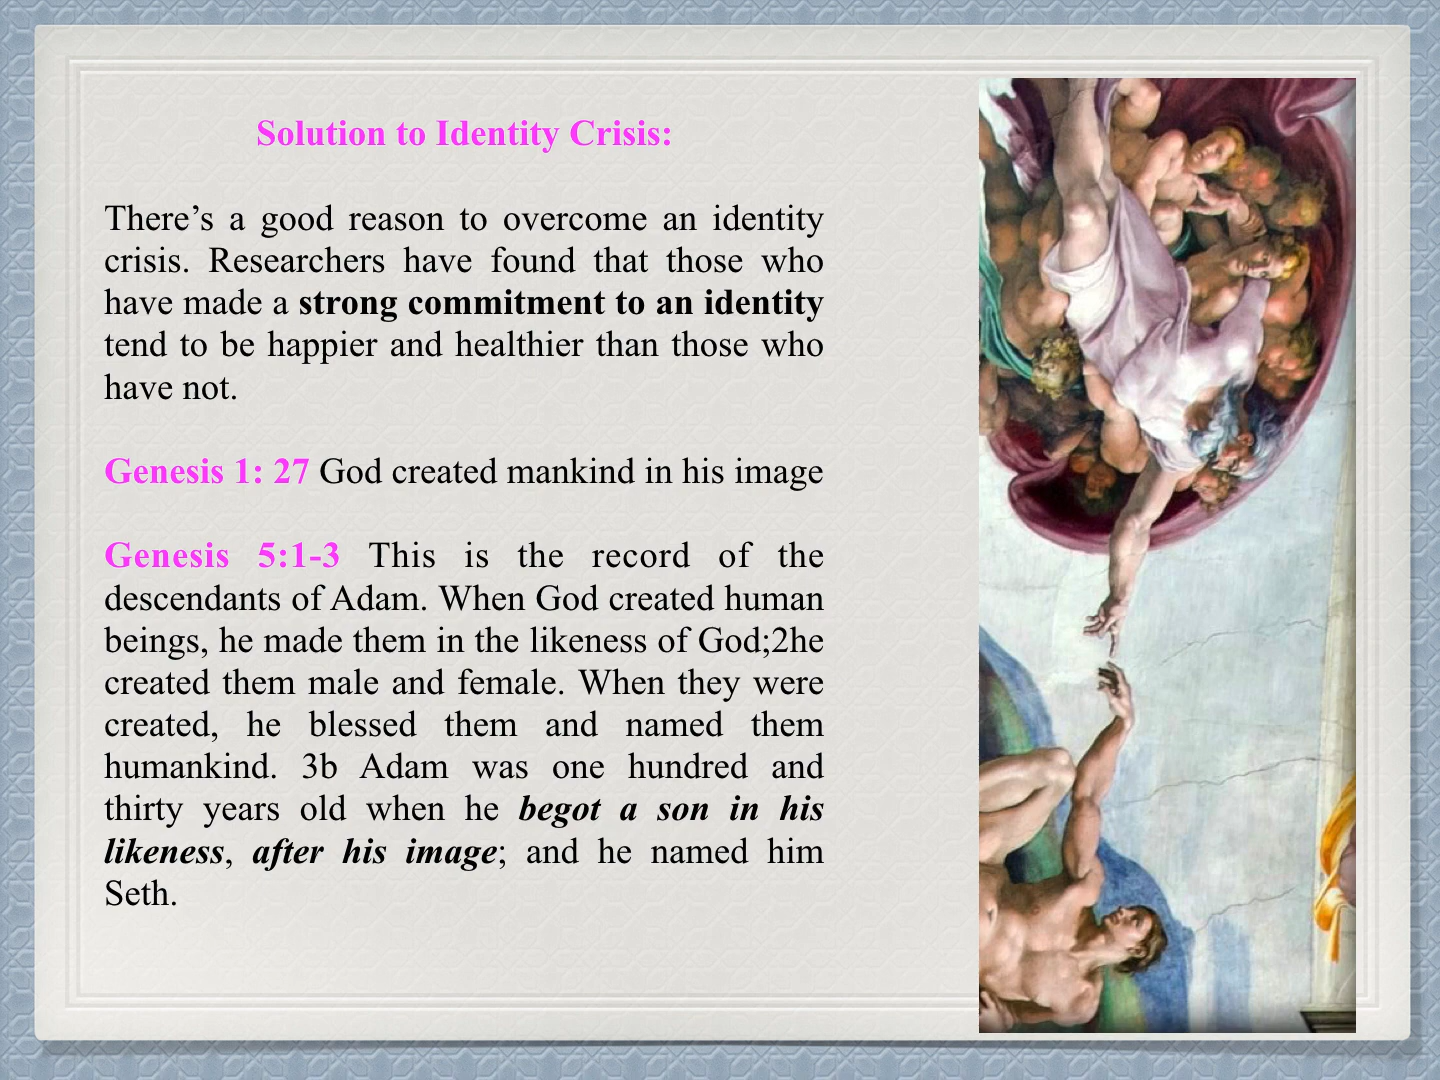 Solution to Identity Crisis:
There’s a good reason to overcome an identity
crisis. Researchers have found that those who
have made a strong commitment to an identity
tend to be happier and healthier than those who
have not.
Genesis 1: 27 God created mankind in his image
Genesis 5:1-3 This is the record of the
descendants of Adam. When God created human
beings, he made them in the likeness of God;2he
created them male and female. When they were
created, he blessed them and named them
humankind. 3b Adam was one hundred and
thirty years old when he begot a son in his
likeness, after his image; and he named him
Seth.